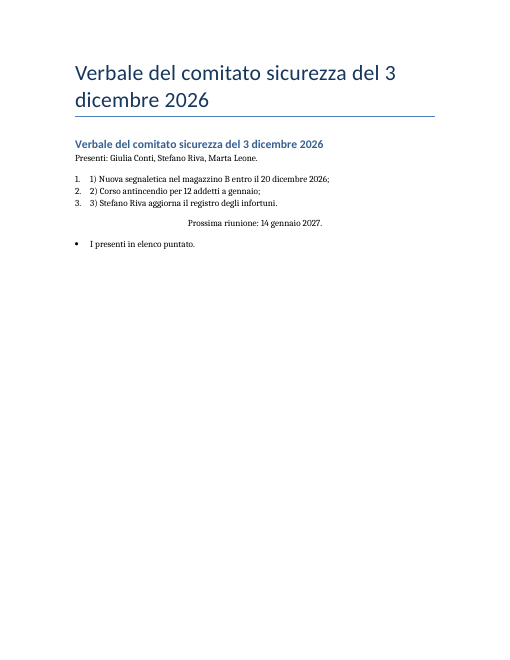 Verbale del comitato sicurezza del 3
dicembre 2026
Verbale del comitato sicurezza del 3 dicembre 2026
Presenti: Giulia Conti, Stefano Riva, Marta Leone.
1. 1) Nuova segnaletica nel magazzino B entro il 20 dicembre 2026;
2. 2) Corso antincendio per 12 addetti a gennaio;
3. 3) Stefano Riva aggiorna il registro degli infortuni.
Prossima riunione: 14 gennaio 2027.
• I presenti in elenco puntato.